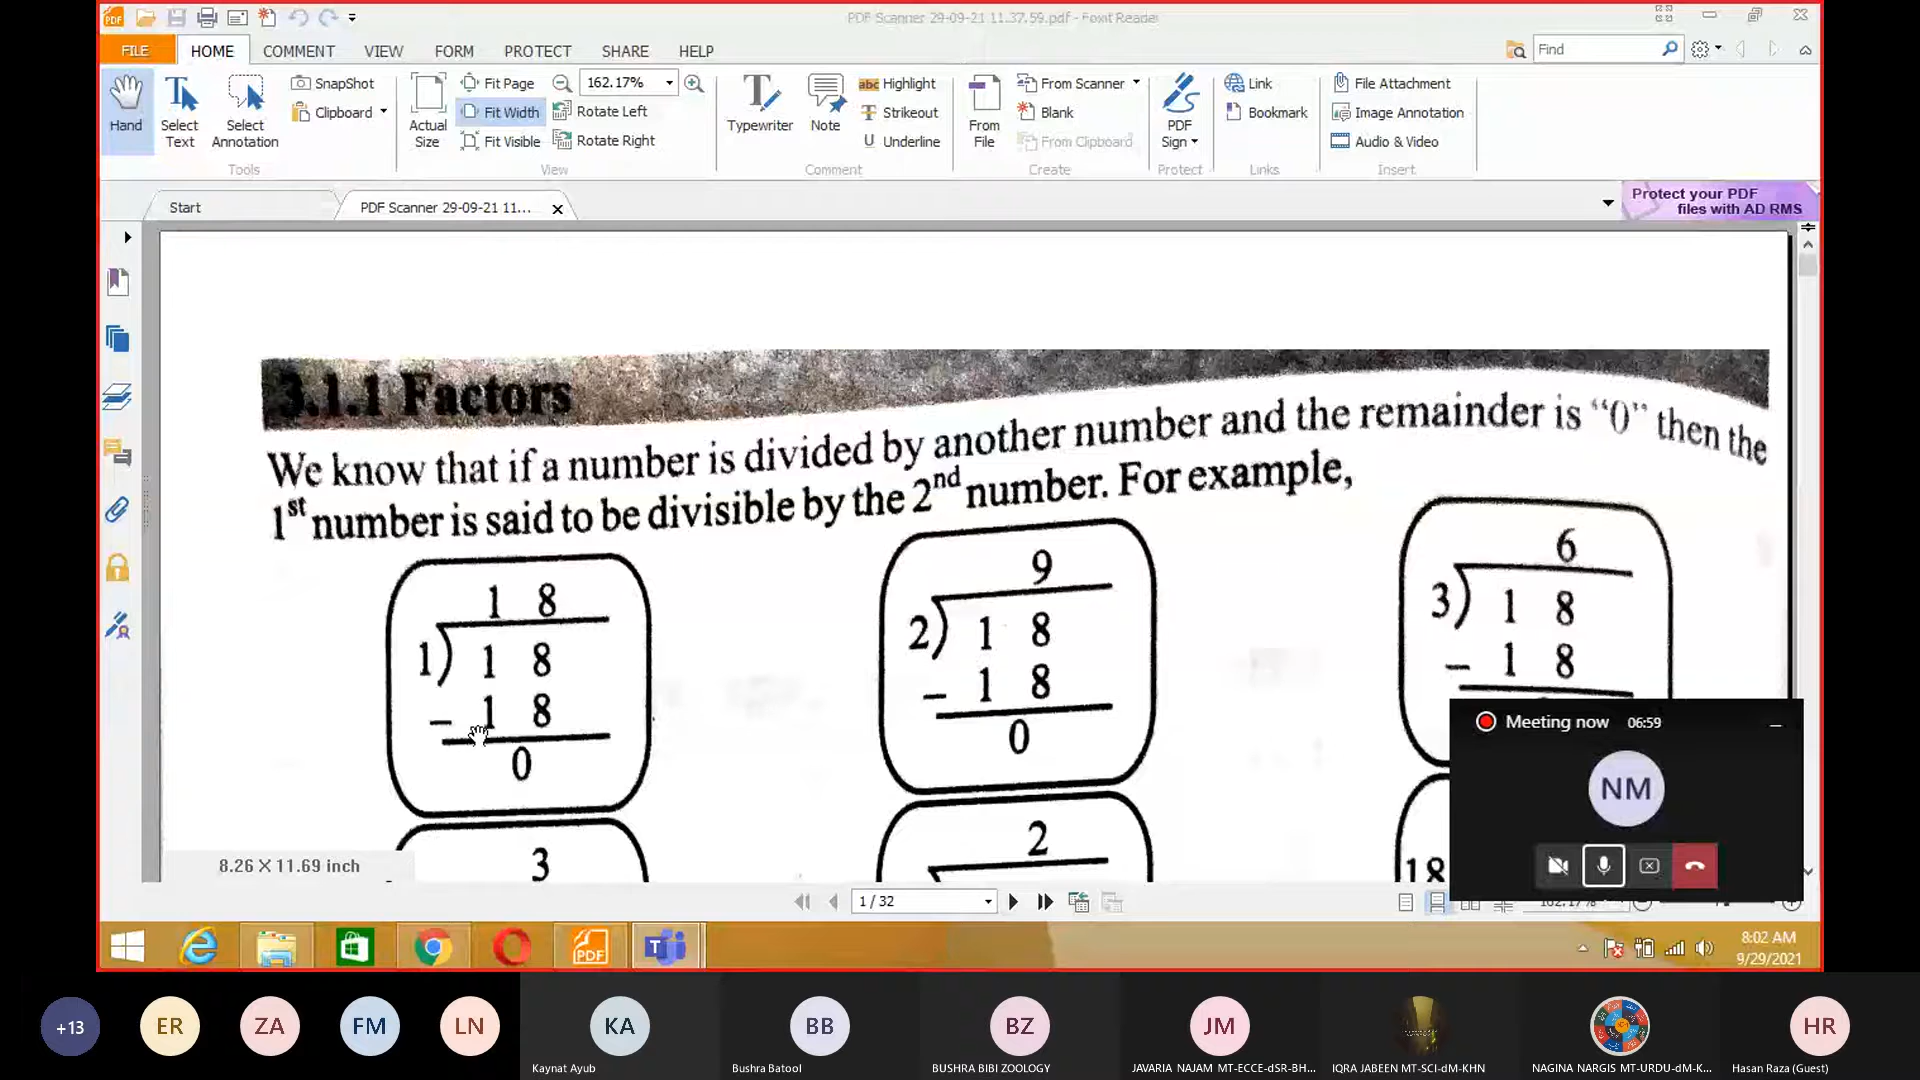 PDF Scanner 29-09-21 11.37.59.pdf - Foxit Reader
FILE HOME COMMENT VIEW FORM PROTECT SHARE HELP
Find
Hand
Select Text
Select Annotation
SnapShot
Clipboard
Tools
Actual Size
Fit Page
Fit Width
Fit Visible
162.17%
Rotate Left
Rotate Right
View
Typewriter
Note
Highlight
Strikeout
Underline
Comment
From File
From Scanner
Blank
From Clipboard
Create
PDF Sign
Protect
Link
Bookmark
Links
File Attachment
Image Annotation
Audio & Video
Insert
Start
PDF Scanner 29-09-21 11...
Protect your PDF
files with AD RMS
3.1.1 Factors
We know that if a number is divided by another number and the remainder is “0” then the
1st number is said to be divisible by the 2nd number. For example,
1 8
1) 1 8
– 1 8
0
9
2) 1 8
– 1 8
0
6
3) 1 8
– 1 8
3
2
18
8.26 X 11.69 inch
1 / 32
Meeting now 06:59
NM
162.17%
8:02 AM
9/29/2021
+13
ER
ZA
FM
LN
KA
Kaynat Ayub
BB
Bushra Batool
BZ
BUSHRA BIBI ZOOLOGY
JM
JAVARIA NAJAM MT-ECCE-dSR-BH...
IQRA JABEEN MT-SCI-dM-KHN
NAGINA NARGIS MT-URDU-dM-K...
HR
Hasan Raza (Guest)